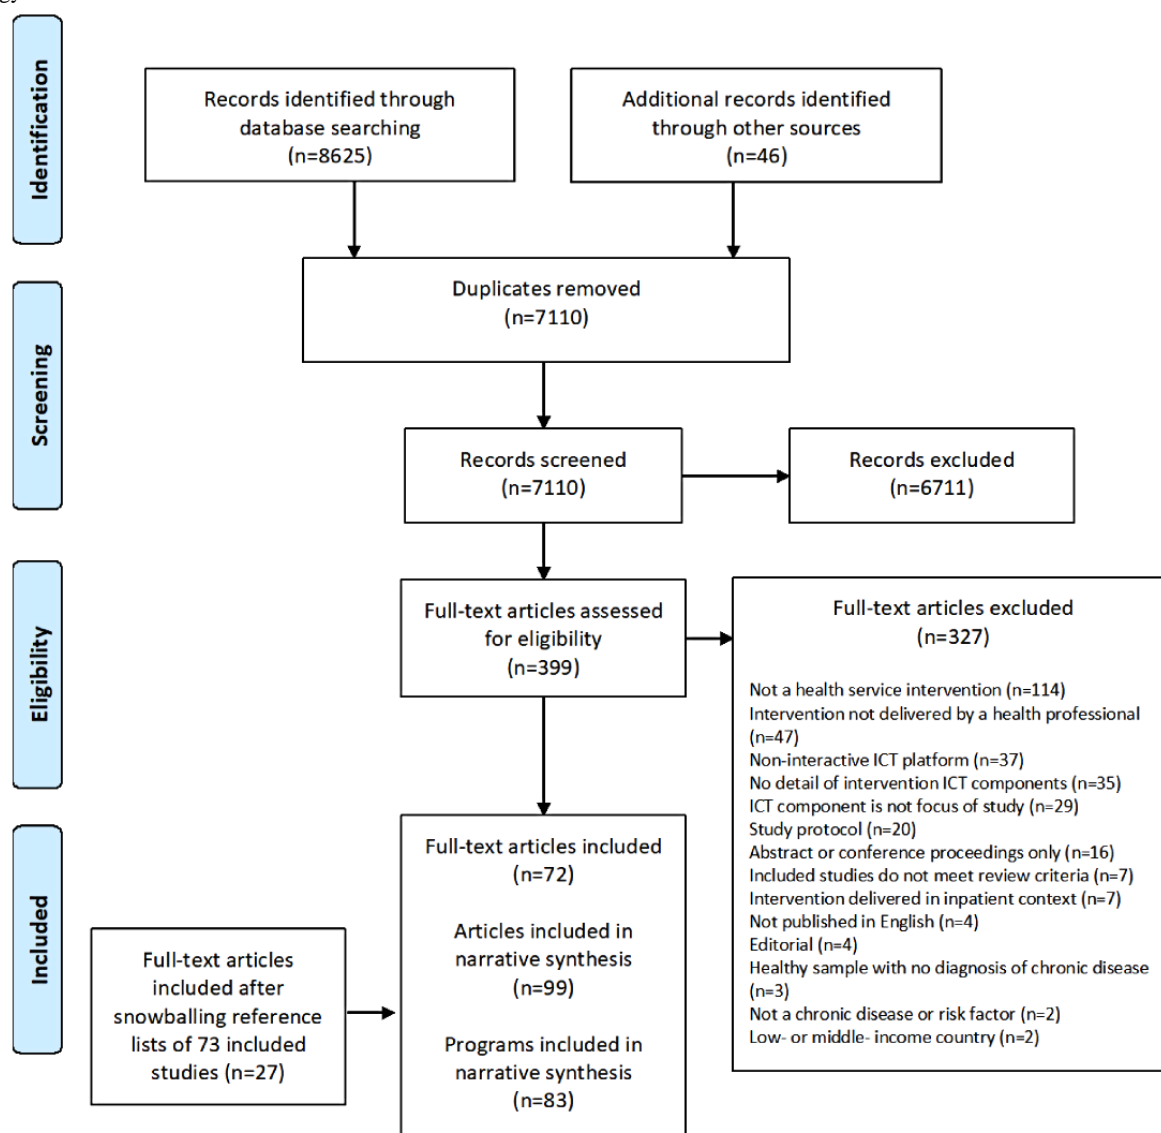 gy
Identification
Records identified through
database searching
(n=8625)
Additional records identified
through other sources
(n=46)
Screening
Duplicates removed
(n=7110)
Records screened
(n=7110)
Records excluded
(n=6711)
Eligibility
Full-text articles assessed
for eligibility
(n=399)
Full-text articles excluded
(n=327)
Not a health service intervention (n=114)
Intervention not delivered by a health professional
(n=47)
Non-interactive ICT platform (n=37)
No detail of intervention ICT components (n=35)
ICT component is not focus of study (n=29)
Study protocol (n=20)
Abstract or conference proceedings only (n=16)
Included studies do not meet review criteria (n=7)
Intervention delivered in inpatient context (n=7)
Not published in English (n=4)
Editorial (n=4)
Healthy sample with no diagnosis of chronic disease
(n=3)
Not a chronic disease or risk factor (n=2)
Low- or middle- income country (n=2)
Included
Full-text articles
included after
snowballing reference
lists of 73 included
studies (n=27)
Full-text articles included
(n=72)
Articles included in
narrative synthesis
(n=99)
Programs included in
narrative synthesis
(n=83)